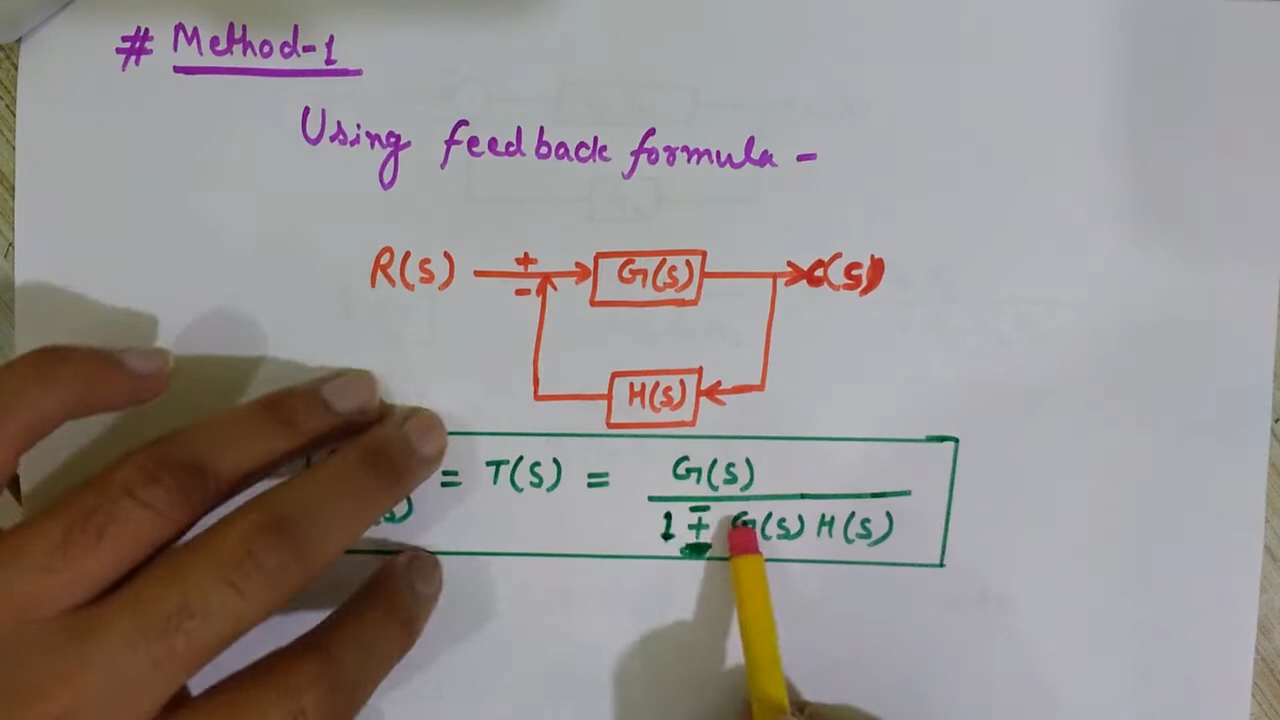 # Method-1
Using feedback formula -
R(s) + - G(s) C(s)
H(s)
= T(s) = G(s)
1 ∓ G(s) H(s)